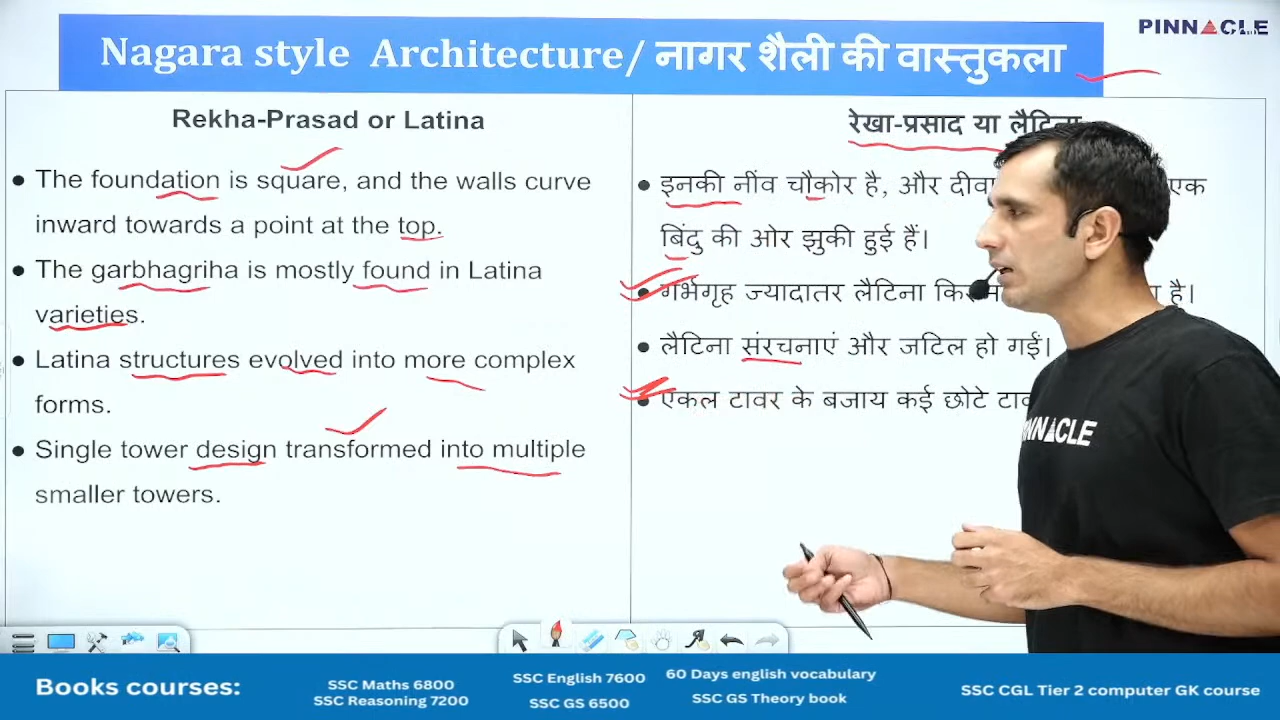 Nagara style Architecture/ नागर शैली की वास्तुकला
PINNACLE
Rekha-Prasad or Latina
● The foundation is square, and the walls curve
inward towards a point at the top.
● The garbhagriha is mostly found in Latina
varieties.
● Latina structures evolved into more complex
forms.
● Single tower design transformed into multiple
smaller towers.
रेखा-प्रसाद या लैटिना
● इनकी नींव चौकोर है, और एक
बिंदु की ओर झुकी हुई हैं।
● गर्भगृह ज्यादातर लैटिना है।
● लैटिना संरचनाएं और जटिल हो गईं।
● एकल टावर के बजाय कई छोटे
PINNACLE
Books courses:
SSC Maths 6800
SSC Reasoning 7200
SSC English 7600
SSC GS 6500
60 Days english vocabulary
SSC GS Theory book
SSC CGL Tier 2 computer GK course